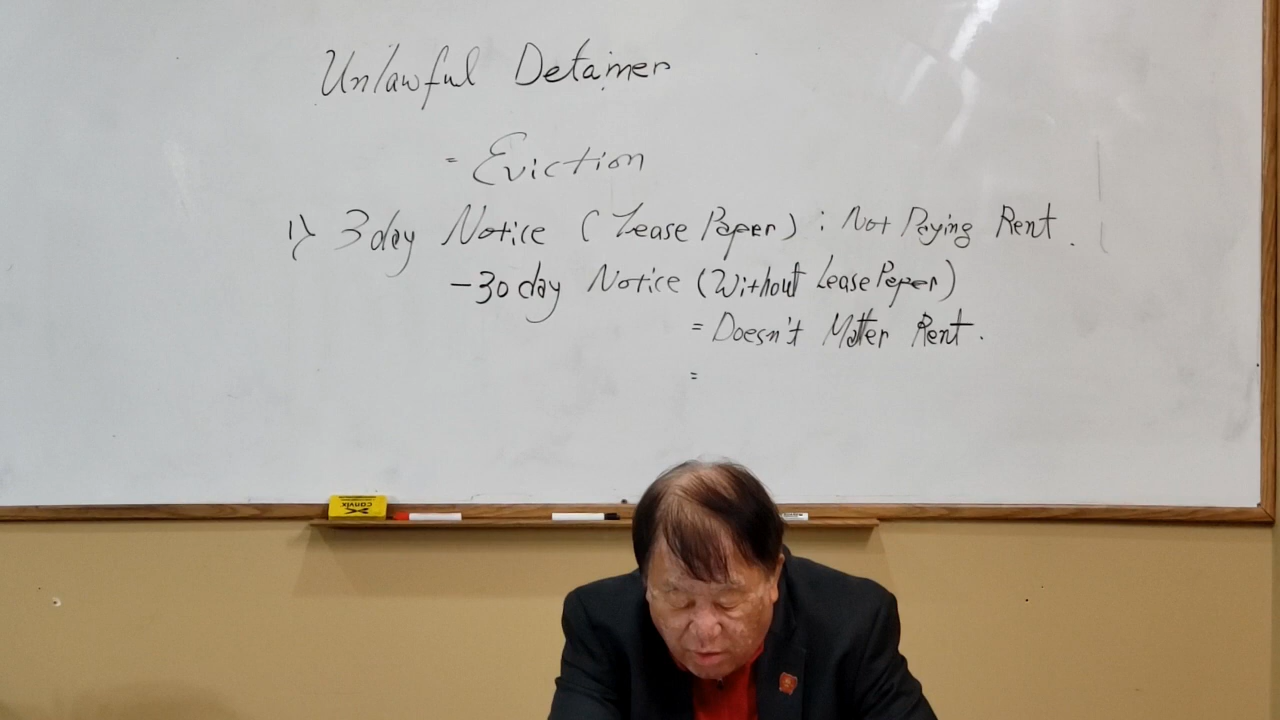 Unlawful Detainer
= Eviction
1> 3 day Notice (Lease Paper) : Not Paying Rent.
- 30 day Notice (Without Lease Paper)
= Doesn't Matter Rent.
=
canvix